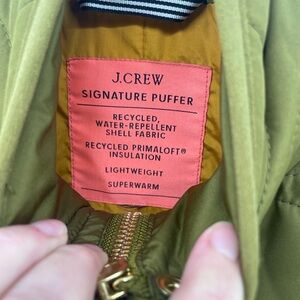 J.CREW
SIGNATURE PUFFER
RECYCLED,
WATER-REPELLENT
SHELL FABRIC
RECYCLED PRIMALOFT®
INSULATION
LIGHTWEIGHT
SUPERWARM